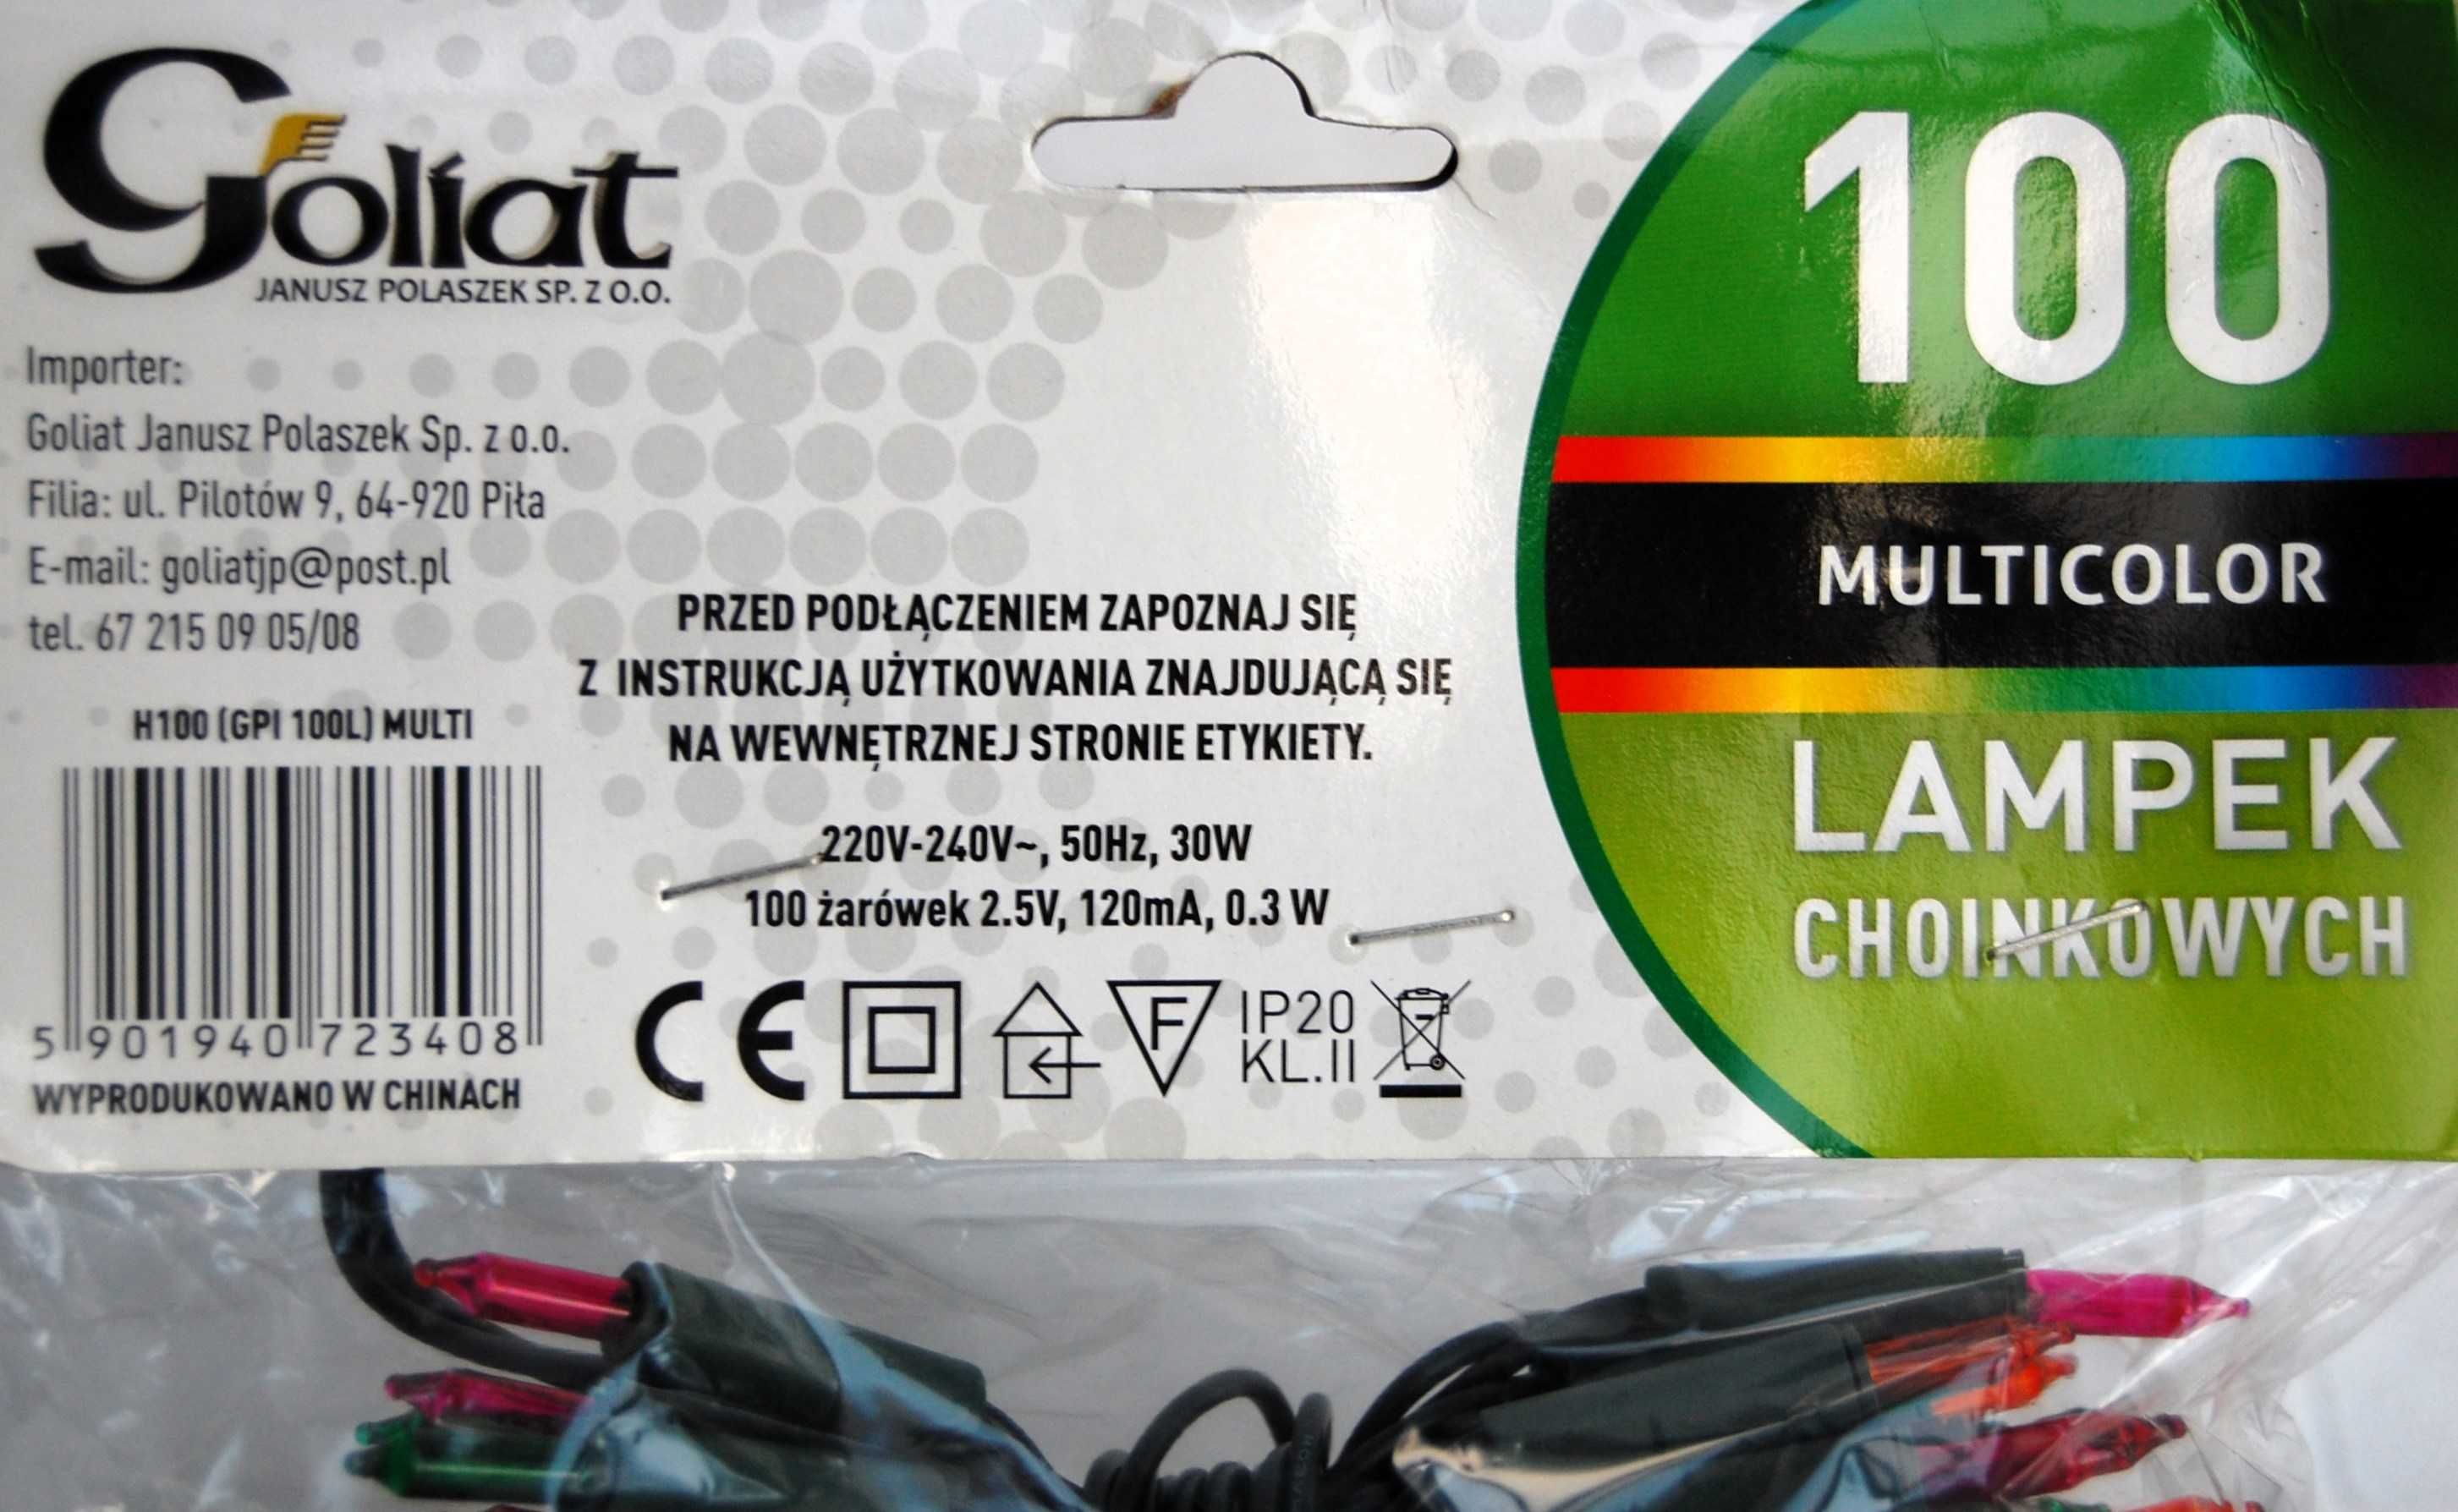 Goliat
JANUSZ POLASZEK SP. Z O.O.
Importer:
Goliat Janusz Polaszek Sp. z o.o.
Filia: ul. Pilotów 9, 64-920 Piła
E-mail: goliatjp@post.pl
tel. 67 215 09 05/08
H100 (GPI 100L) MULTI
5 901940 723408
WYPRODUKOWANO W CHINACH
PRZED PODŁĄCZENIEM ZAPOZNAJ SIĘ
Z INSTRUKCJĄ UŻYTKOWANIA ZNAJDUJĄCĄ SIĘ
NA WEWNĘTRZNEJ STRONIE ETYKIETY.
220V-240V~, 50Hz, 30W
100 żarówek 2.5V, 120mA, 0.3 W
CE
F
IP20
KL.II
100
MULTICOLOR
LAMPEK
CHOINKOWYCH